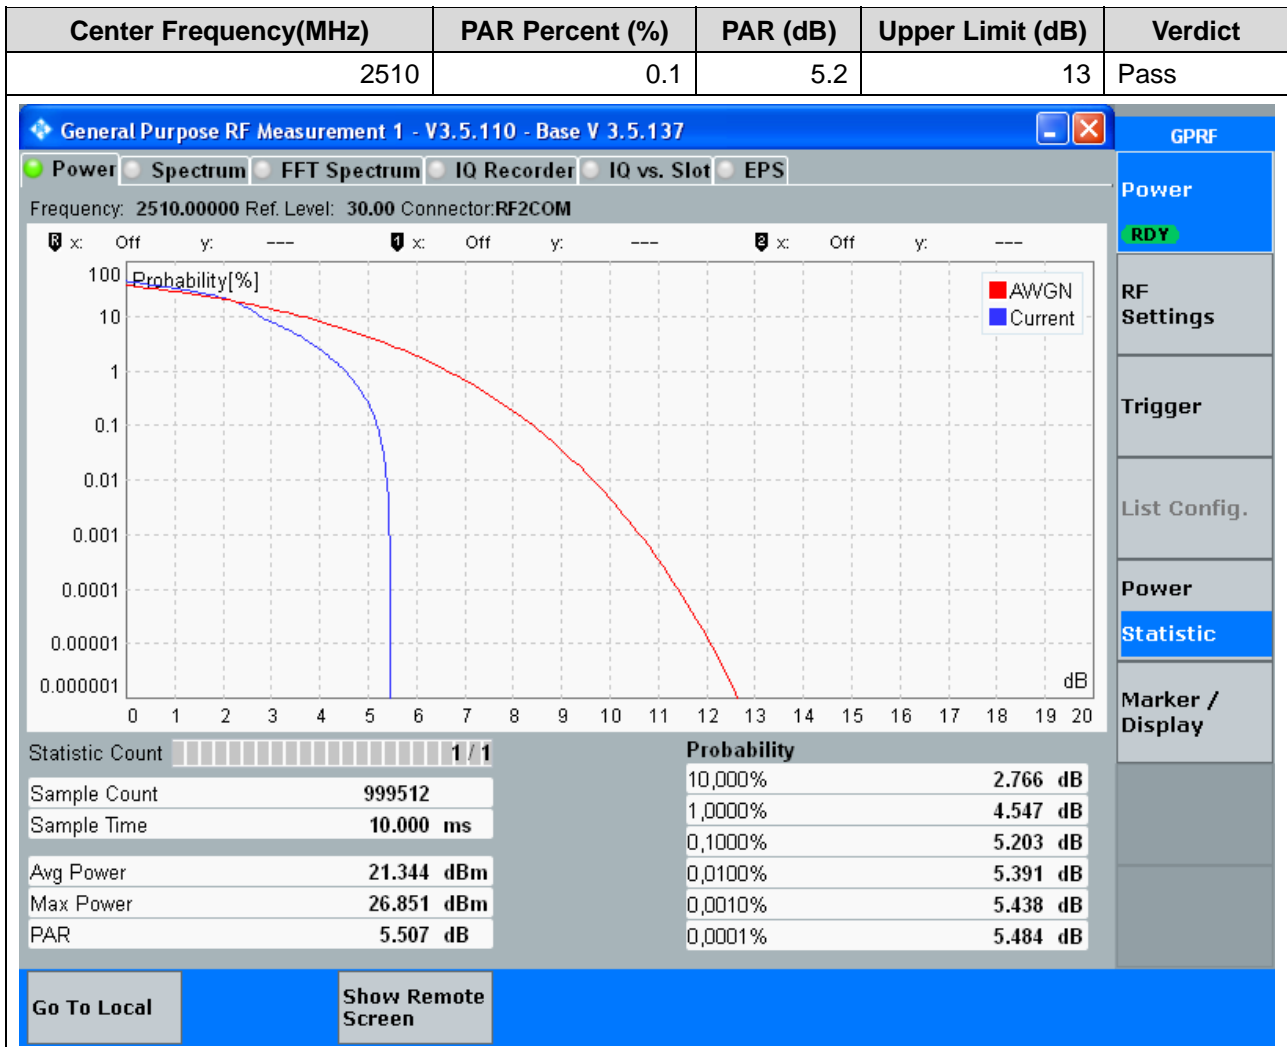 Center Frequency(MHz) PAR Percent (%) PAR (dB) Upper Limit (dB) Verdict
2510 0.1 5.2 13 Pass
General Purpose RF Measurement 1 - V3.5.110 - Base V 3.5.137
GPRF
Power Spectrum FFT Spectrum IQ Recorder IQ vs. Slot EPS
Frequency: 2510.00000 Ref. Level: 30.00 Connector:RF2COM
R x: Off y: --- 1 x: Off y: --- 2 x: Off y: ---
Probability[%]
AWGN
Current
100
10
1
0.1
0.01
0.001
0.0001
0.00001
0.000001
dB
0 1 2 3 4 5 6 7 8 9 10 11 12 13 14 15 16 17 18 19 20
Statistic Count 1 / 1
Sample Count 999512
Sample Time 10.000 ms
Avg Power 21.344 dBm
Max Power 26.851 dBm
PAR 5.507 dB
Probability
10,000% 2.766 dB
1,0000% 4.547 dB
0,1000% 5.203 dB
0,0100% 5.391 dB
0,0010% 5.438 dB
0,0001% 5.484 dB
Power
RDY
RF
Settings
Trigger
List Config.
Power
Statistic
Marker /
Display
Go To Local
Show Remote
Screen